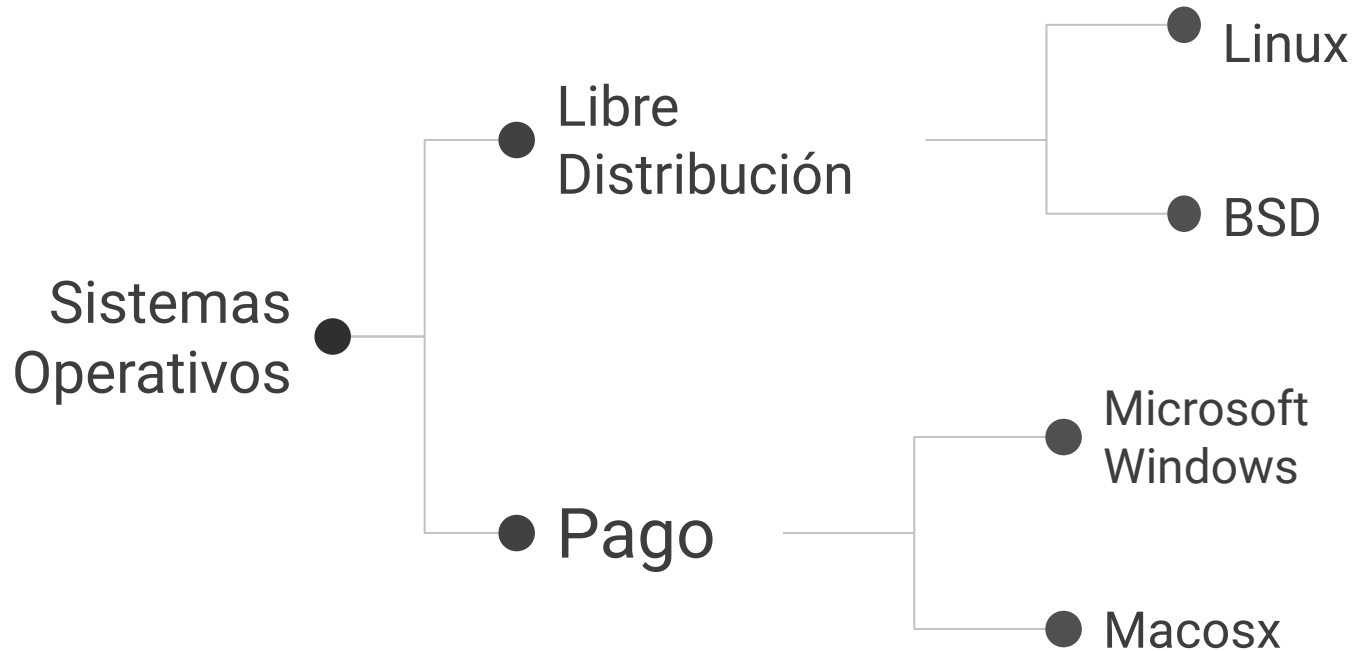 Sistemas
Operativos
Libre
Distribución
Linux
BSD
Pago
Microsoft
Windows
Macosx